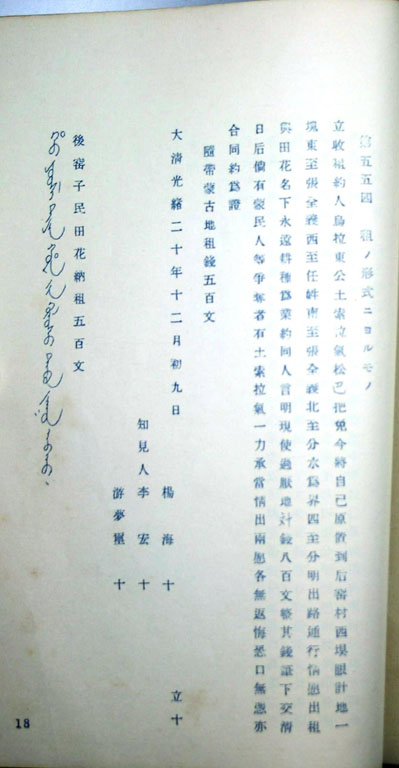 第五五圖 租ノ形式ニヨルモノ
立收租約人烏拉東公土索拉氣松巴把兔今將自己原置到后窑村西垻眼計地一
境東至張全義西至任姓南至張全義北至分水爲界四至分明出路通行情愿出租
與田花名下永遠耕種爲業約同人言明現使過厰地計錢八百文整其錢証下交清
日后倘有蒙民人等爭奪者有土索拉氣一力承當情出兩愿各無返悔恐口無憑亦
合同約爲證
隨帶蒙古地租錢五百文
大淸光緒二十年十二月初九日 立十
楊海十
知見人李宏十
游夢踁十
後窑子民田花納租五百文
18